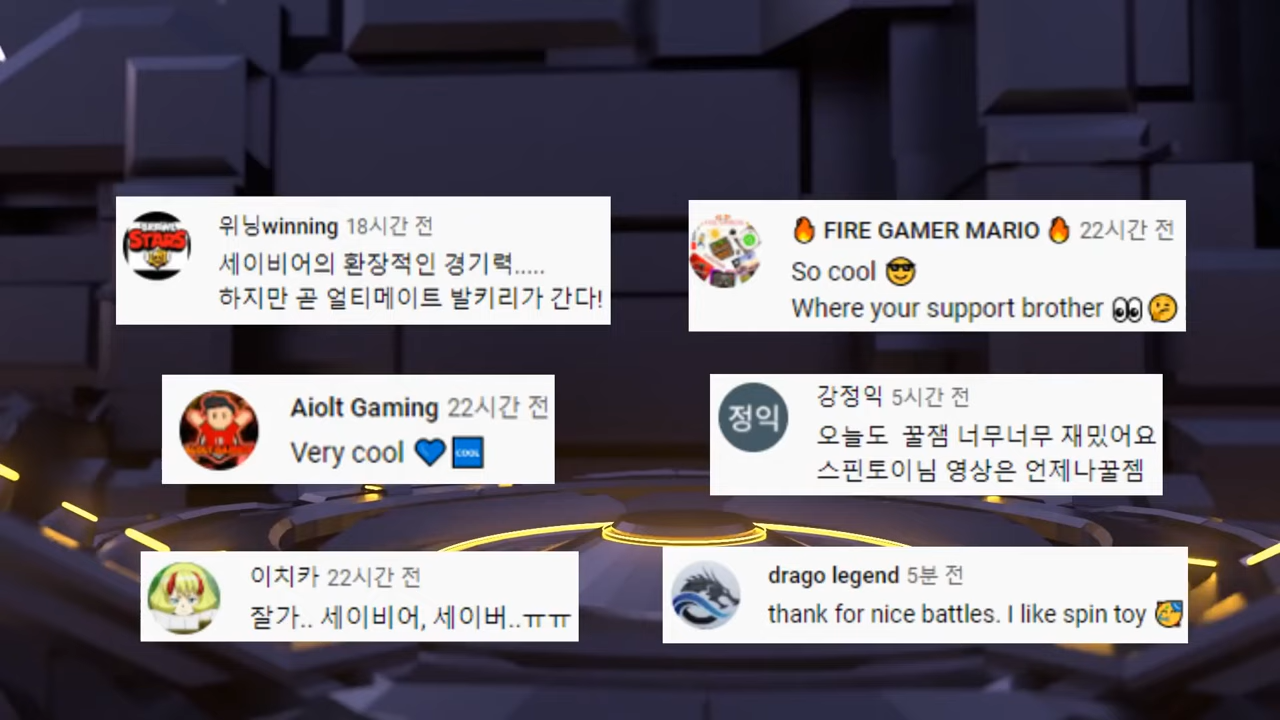 위닝winning 18시간 전
세이비어의 환장적인 경기력.....
하지만 곧 얼티메이트 발키리가 간다!
🔥 FIRE GAMER MARIO 🔥 22시간 전
So cool 😎
Where your support brother 👀🤔
Aiolt Gaming 22시간 전
Very cool 💙 COOL
정익
강정익 5시간 전
오늘도 꿀잼 너무너무 재밌어요
스핀토이님 영상은 언제나꿀젬
이치카 22시간 전
잘가.. 세이비어, 세이버..ㅠㅠ
drago legend 5분 전
thank for nice battles. I like spin toy 🥳
STARS